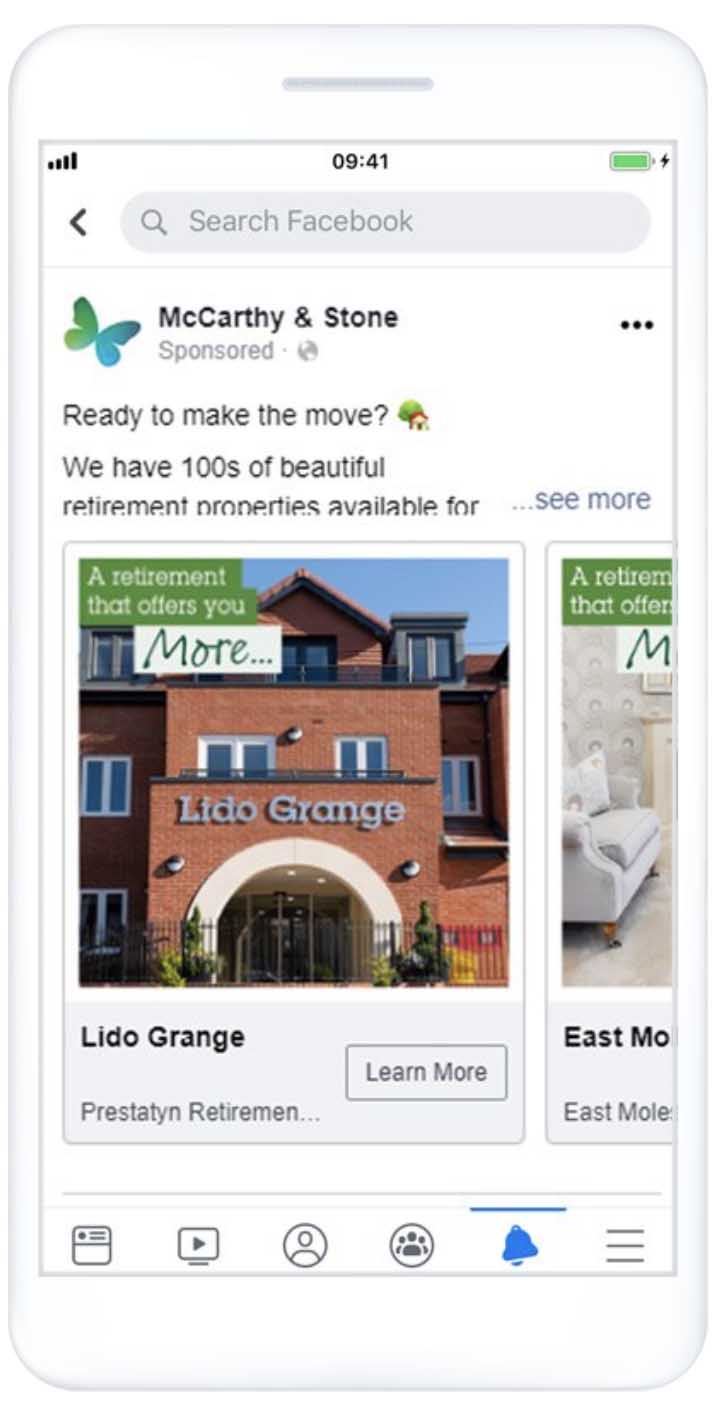 09:41
Search Facebook
McCarthy & Stone
Sponsored ·
Ready to make the move?
We have 100s of beautiful
retirement properties available for ...see more
A retirement
that offers you
More...
Lido Grange
A retirem
that offer
M
Lido Grange
Learn More
Prestatyn Retiremen...
East Mo
East Mole